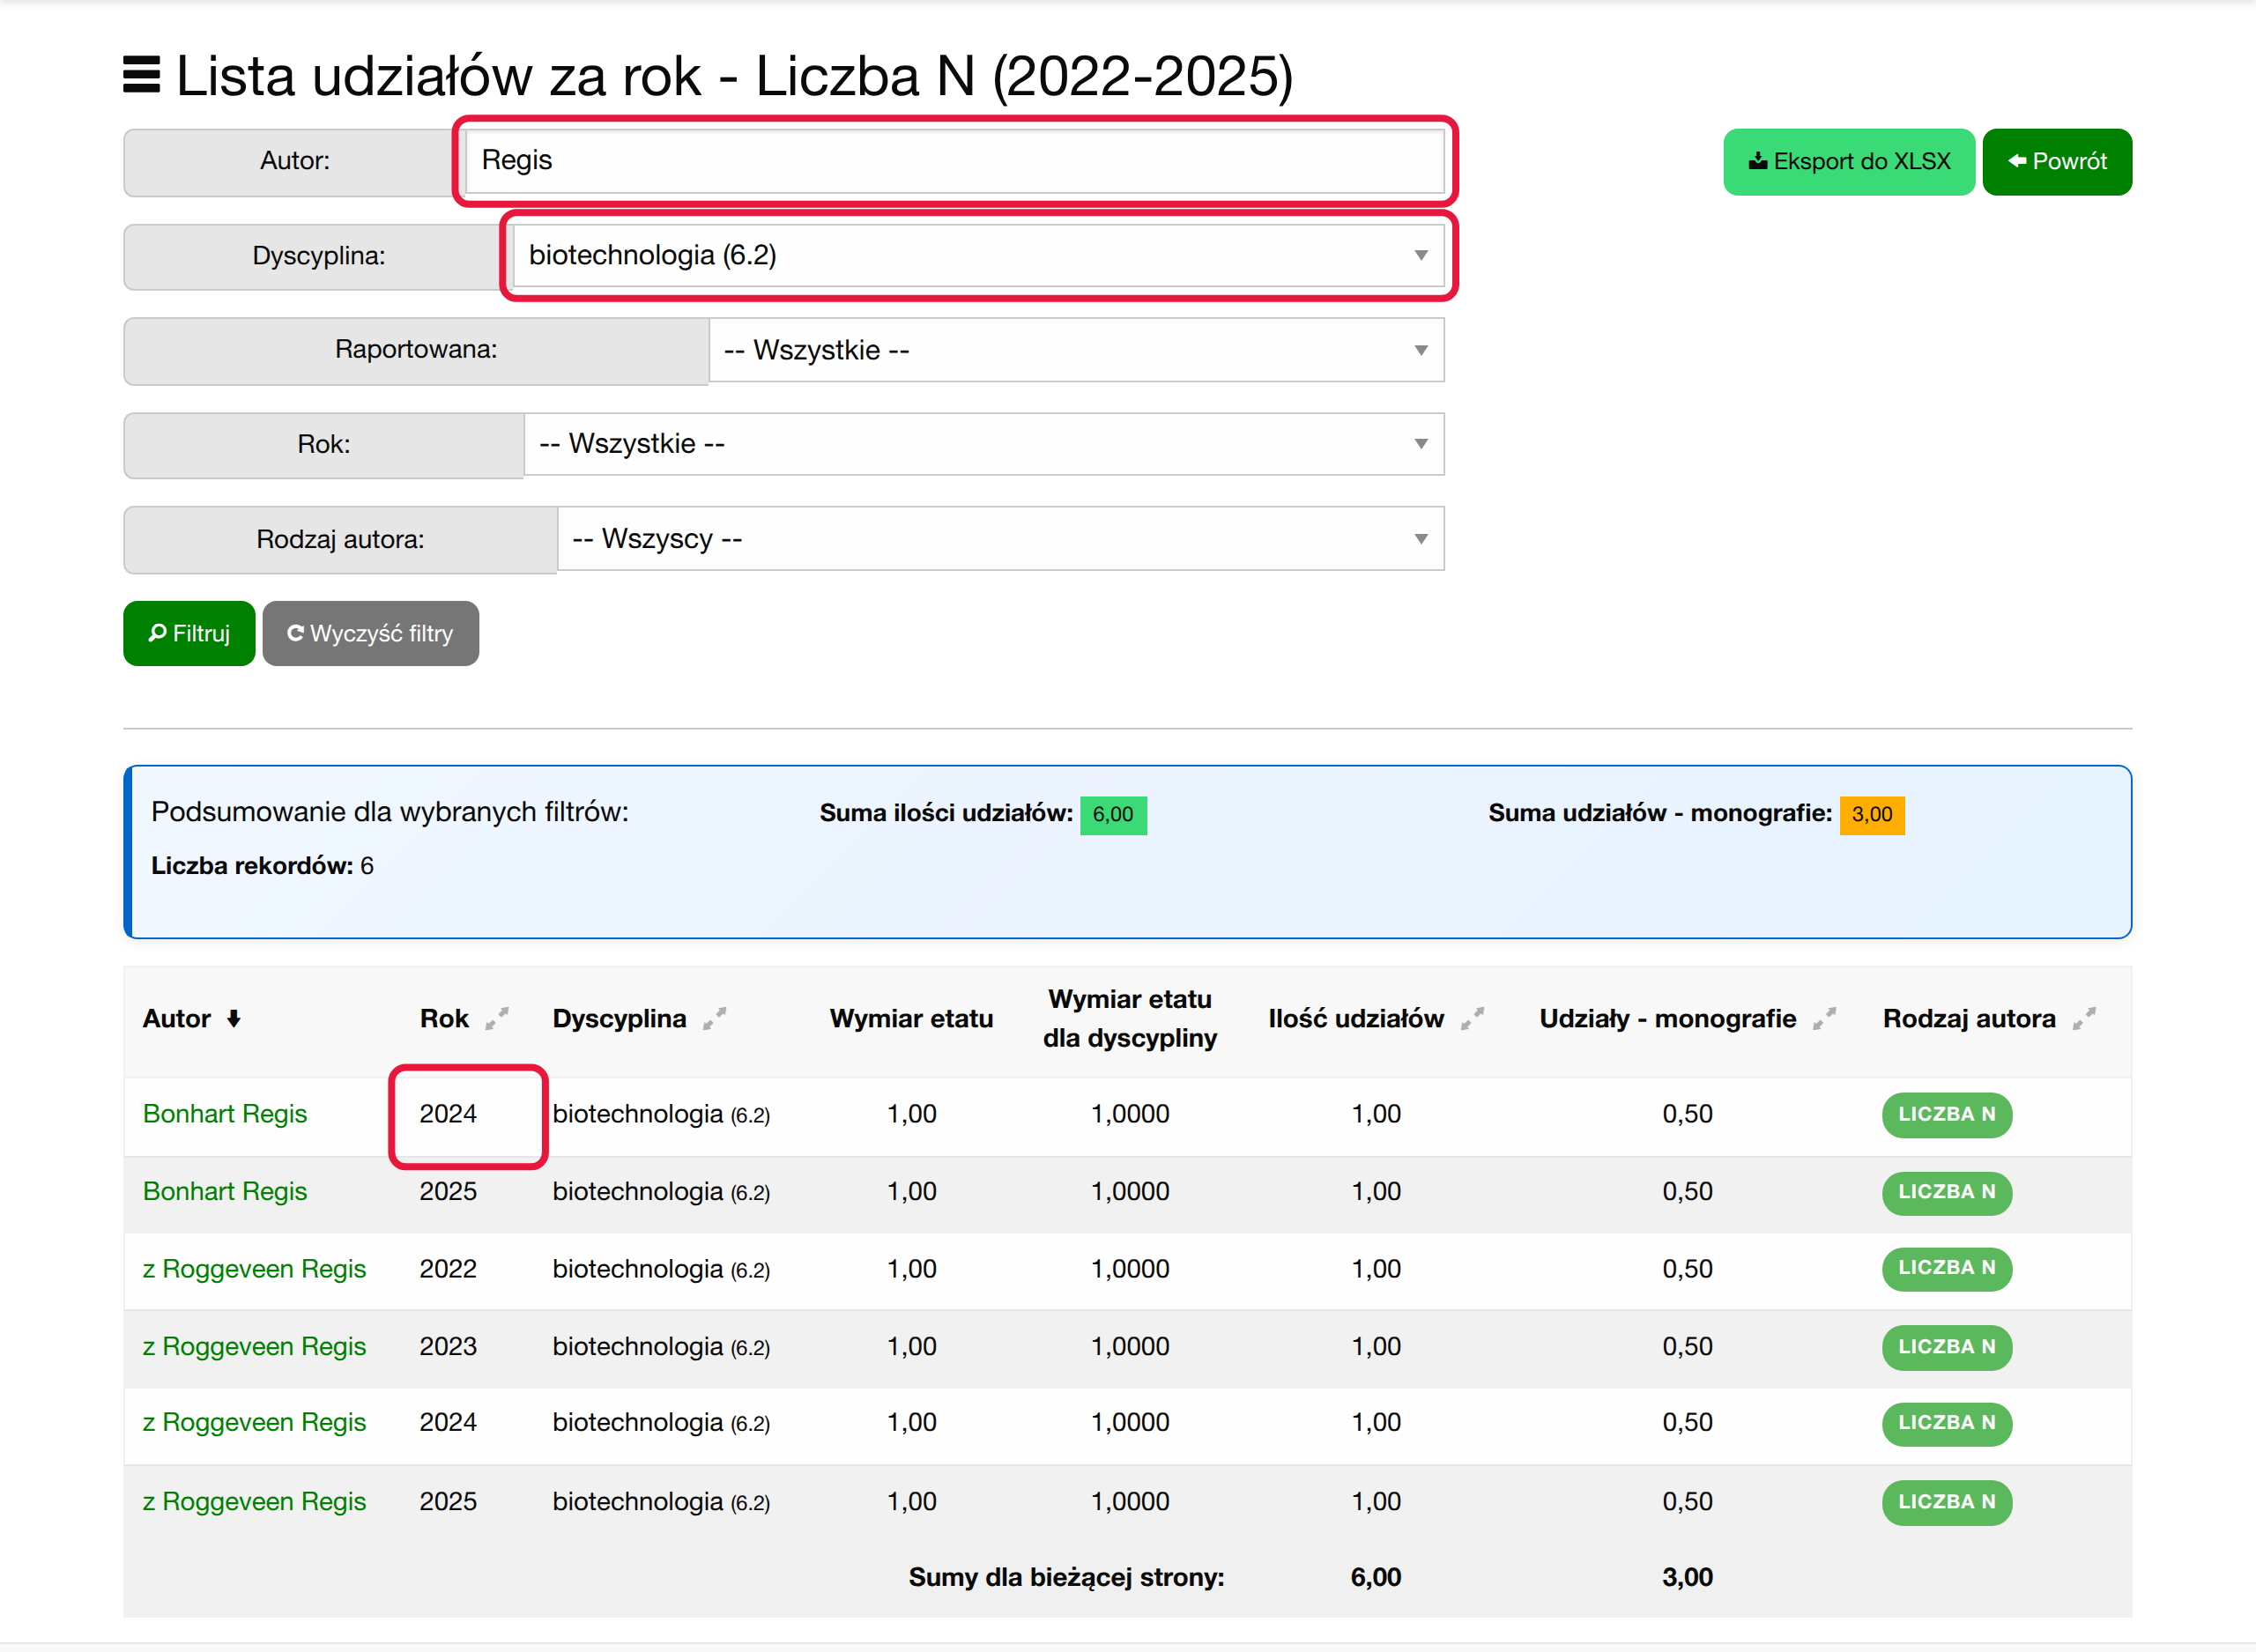 Lista udziałów za rok - Liczba N (2022-2025)
Autor: Regis
Eksport do XLSX Powrót
Dyscyplina: biotechnologia (6.2)
Raportowana: -- Wszystkie --
Rok: -- Wszystkie --
Rodzaj autora: -- Wszyscy --
Filtruj Wyczyść filtry
Podsumowanie dla wybranych filtrów: Suma ilości udziałów: 6,00 Suma udziałów - monografie: 3,00
Liczba rekordów: 6
Autor Rok Dyscyplina Wymiar etatu Wymiar etatu dla dyscypliny Ilość udziałów Udziały - monografie Rodzaj autora
Bonhart Regis 2024 biotechnologia (6.2) 1,00 1,0000 1,00 0,50 LICZBA N
Bonhart Regis 2025 biotechnologia (6.2) 1,00 1,0000 1,00 0,50 LICZBA N
z Roggeveen Regis 2022 biotechnologia (6.2) 1,00 1,0000 1,00 0,50 LICZBA N
z Roggeveen Regis 2023 biotechnologia (6.2) 1,00 1,0000 1,00 0,50 LICZBA N
z Roggeveen Regis 2024 biotechnologia (6.2) 1,00 1,0000 1,00 0,50 LICZBA N
z Roggeveen Regis 2025 biotechnologia (6.2) 1,00 1,0000 1,00 0,50 LICZBA N
Sumy dla bieżącej strony: 6,00 3,00